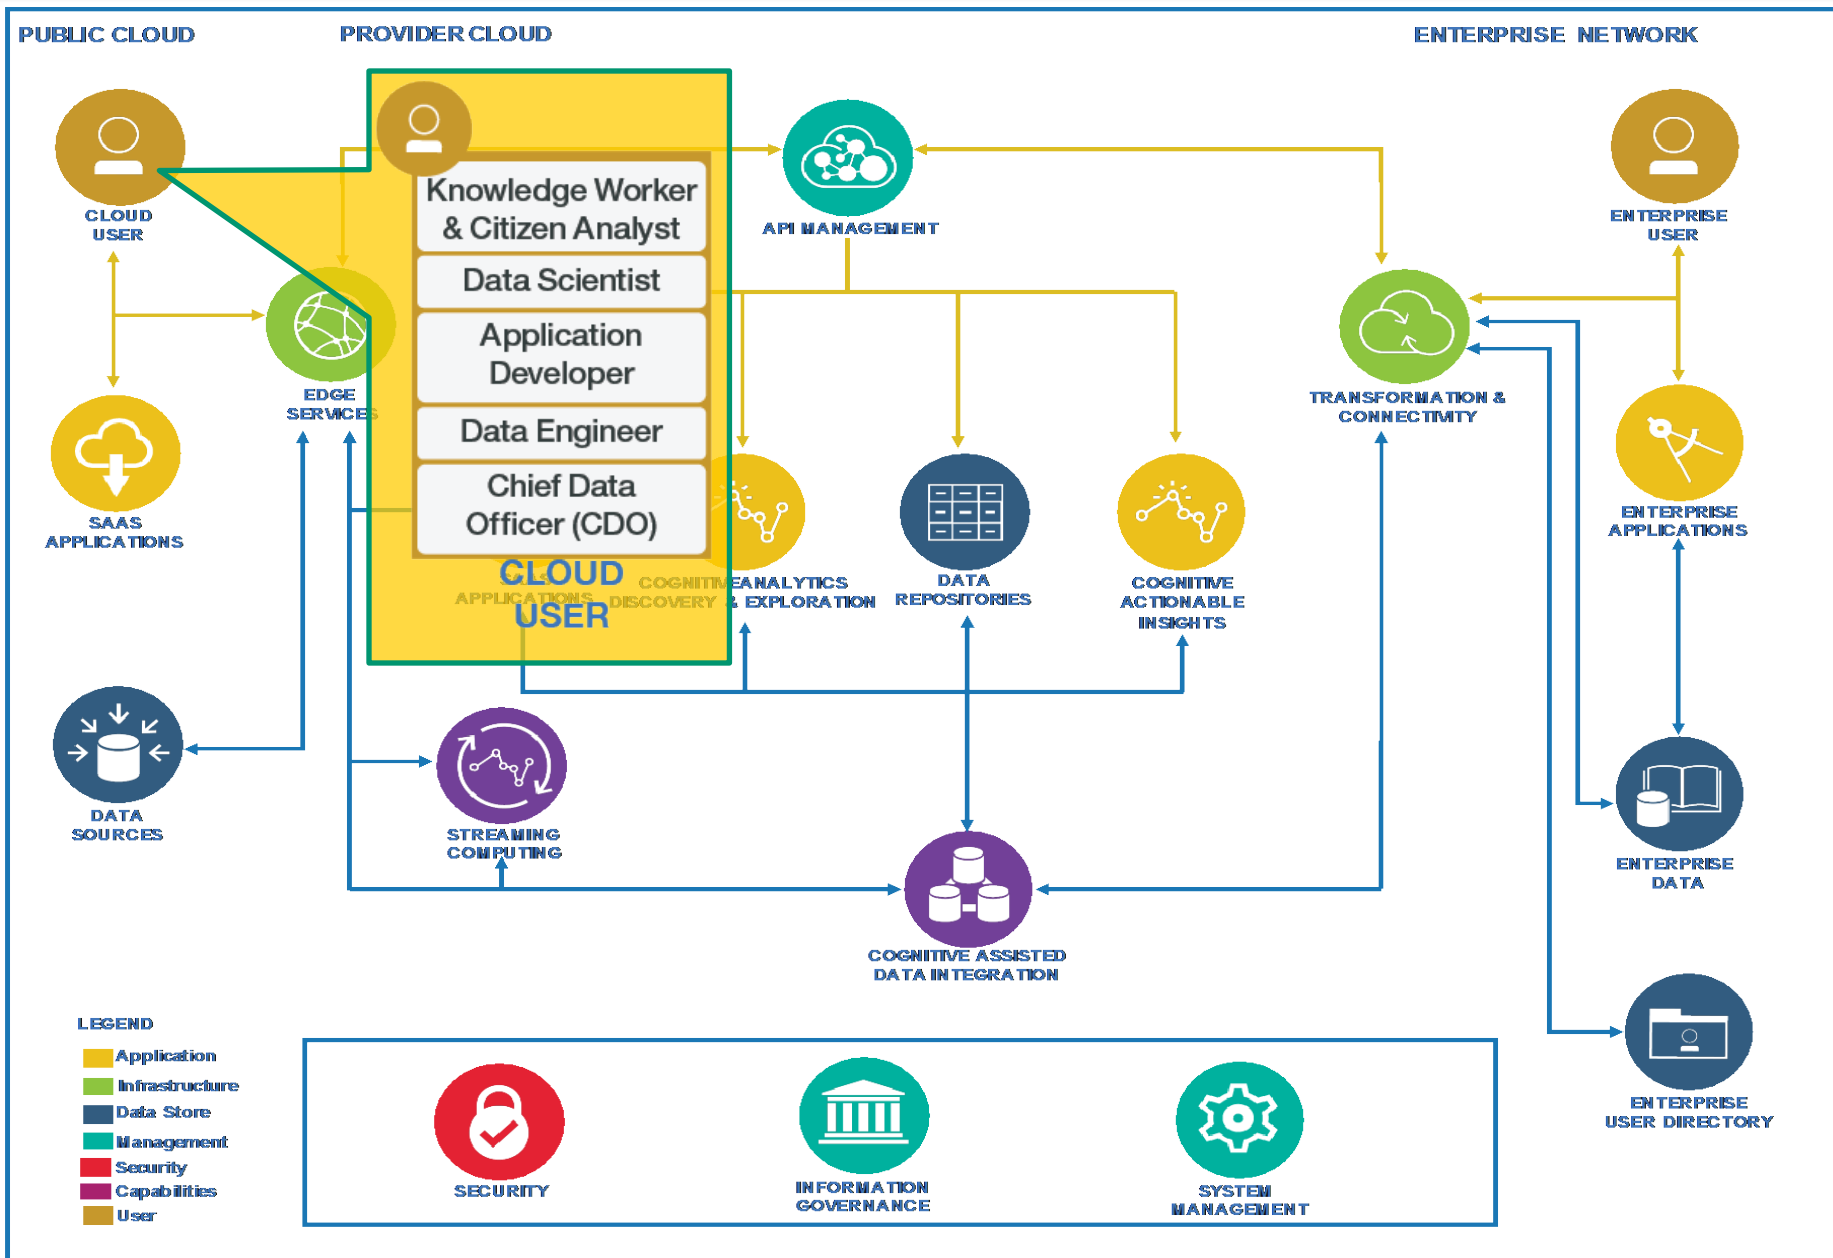 PUBLIC CLOUD
PROVIDER CLOUD
ENTERPRISE NETWORK
CLOUD
USER
Knowledge Worker
& Citizen Analyst
Data Scientist
Application
Developer
Data Engineer
Chief Data
Officer (CDO)
CLOUD
USER
API MANAGEMENT
ENTERPRISE
USER
EDGE
SERVICES
TRANSFORMATION &
CONNECTIVITY
SAAS
APPLICATIONS
SAAS
APPLICATIONS
COGNITIVE ANALYTICS
DISCOVERY & EXPLORATION
DATA
REPOSITORIES
COGNITIVE
ACTIONABLE
INSIGHTS
ENTERPRISE
APPLICATIONS
DATA
SOURCES
STREAMING
COMPUTING
ENTERPRISE
DATA
COGNITIVE ASSISTED
DATA INTEGRATION
ENTERPRISE
USER DIRECTORY
LEGEND
Application
Infrastructure
Data Store
Management
Security
Capabilities
User
SECURITY
INFORMATION
GOVERNANCE
SYSTEM
MANAGEMENT